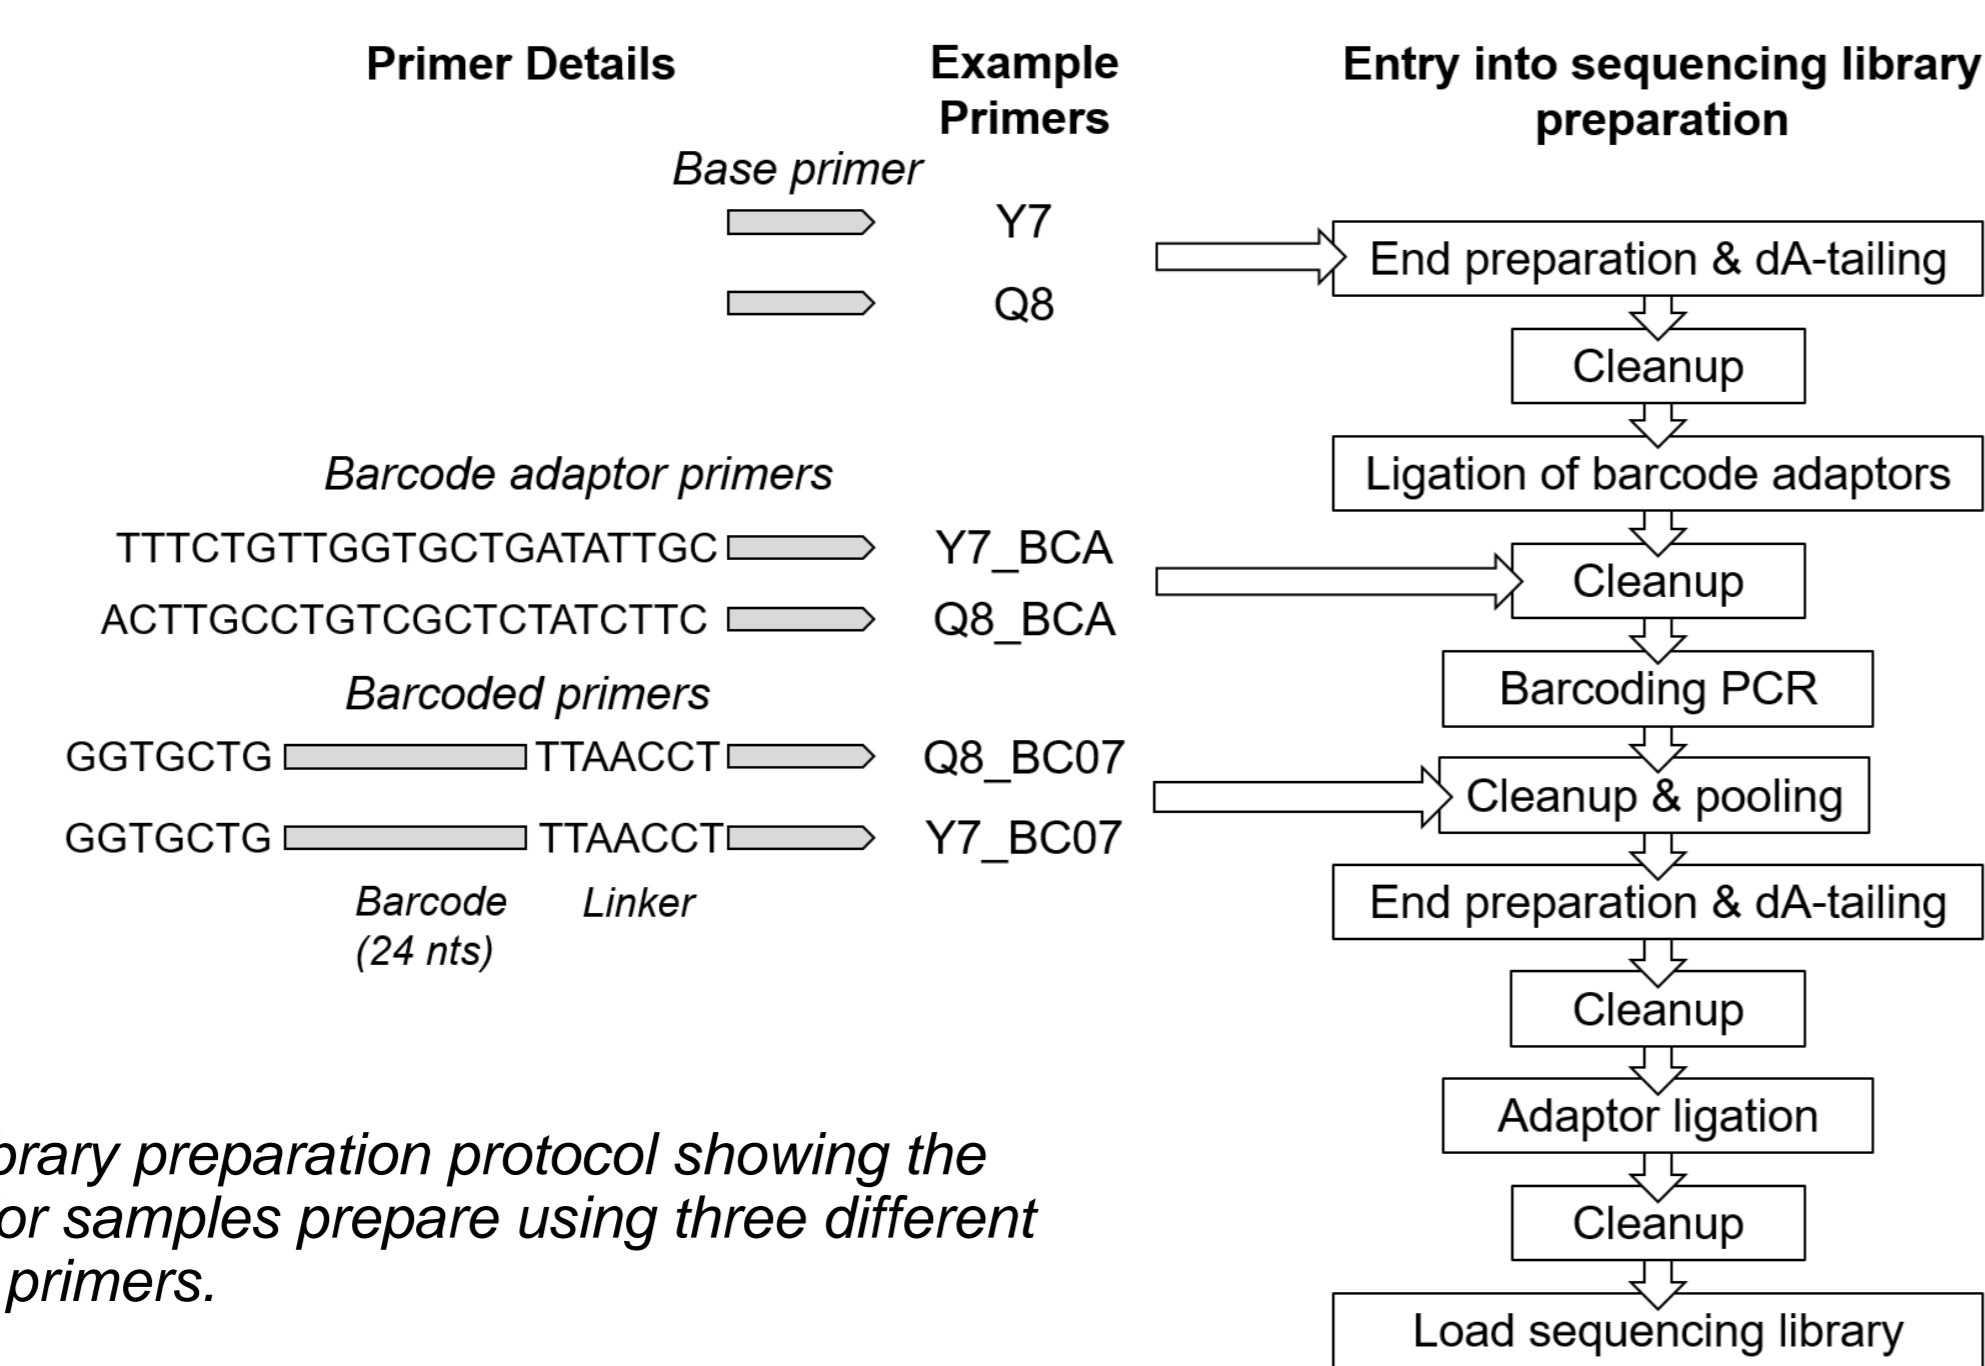 Primer Details
Example
Primers
Entry into sequencing library
preparation
Base primer
Y7
Q8
Barcode adaptor primers
TTTCTGTTGGTGCTGATATTGC
Y7_BCA
ACTTGCCTGTCGCTCTATCTTC
Q8_BCA
Barcoded primers
GGTGCTG TTAACCT
Q8_BC07
GGTGCTG TTAACCT
Y7_BC07
Barcode
(24 nts)
Linker
End preparation & dA-tailing
Cleanup
Ligation of barcode adaptors
Cleanup
Barcoding PCR
Cleanup & pooling
End preparation & dA-tailing
Cleanup
Adaptor ligation
Cleanup
Load sequencing library
preparation protocol showing the
samples prepare using three different
primers.